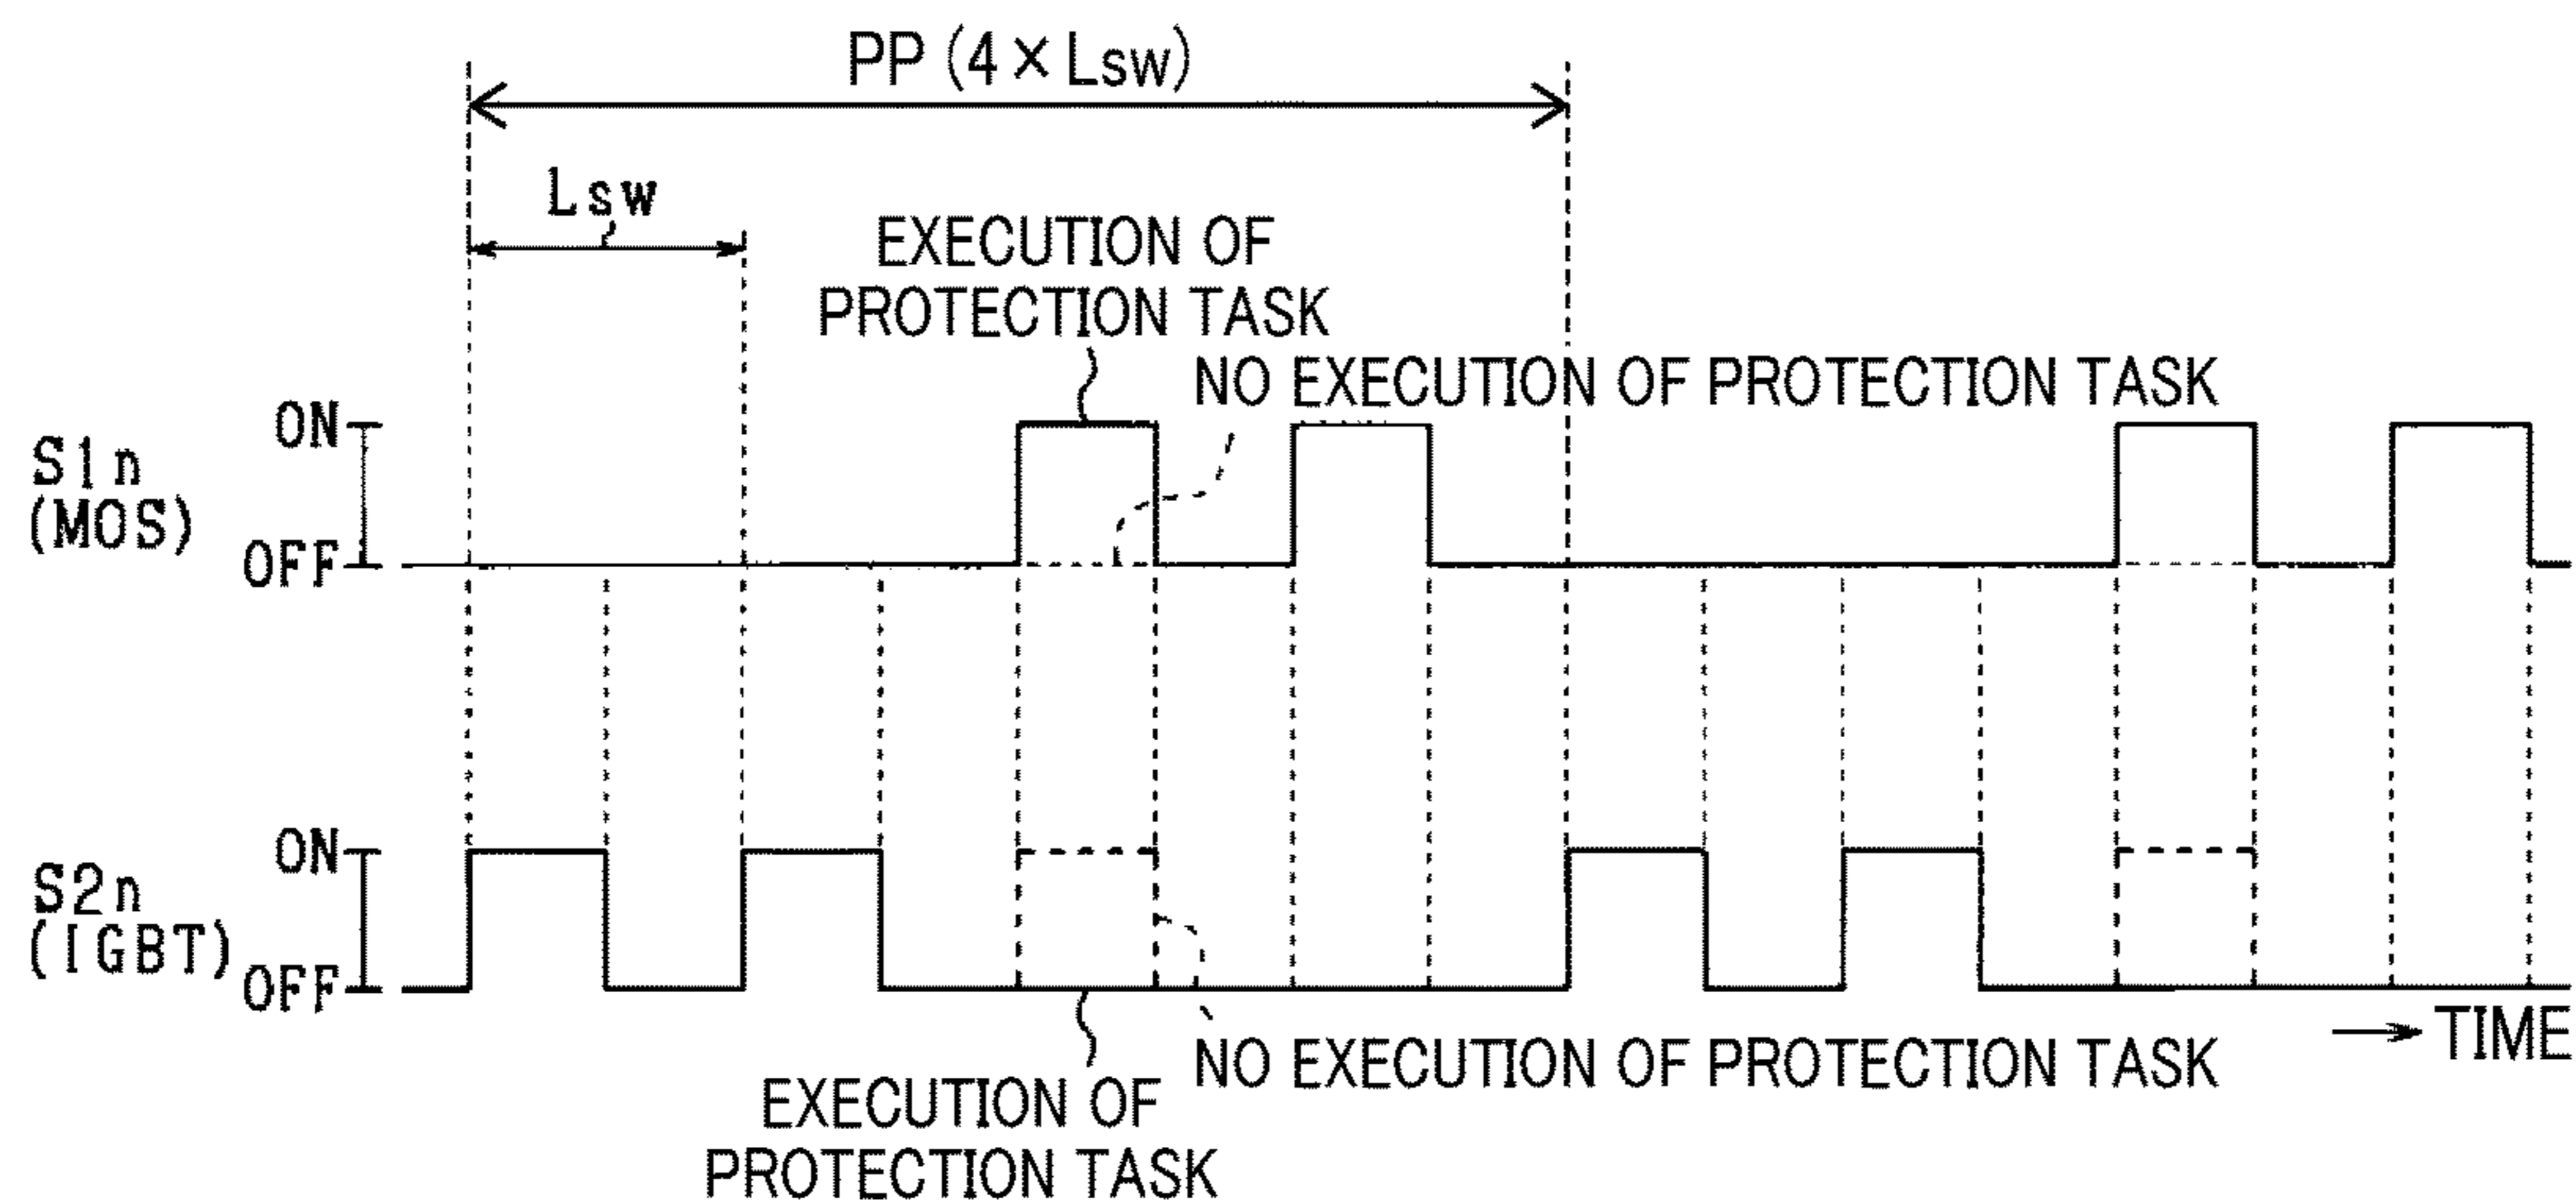 PP (4 × Lsw)
Lsw
EXECUTION OF
PROTECTION TASK
NO EXECUTION OF PROTECTION TASK
ON
S1n
(MOS)
OFF
ON
S2n
(IGBT)
OFF
TIME
NO EXECUTION OF PROTECTION TASK
EXECUTION OF
PROTECTION TASK